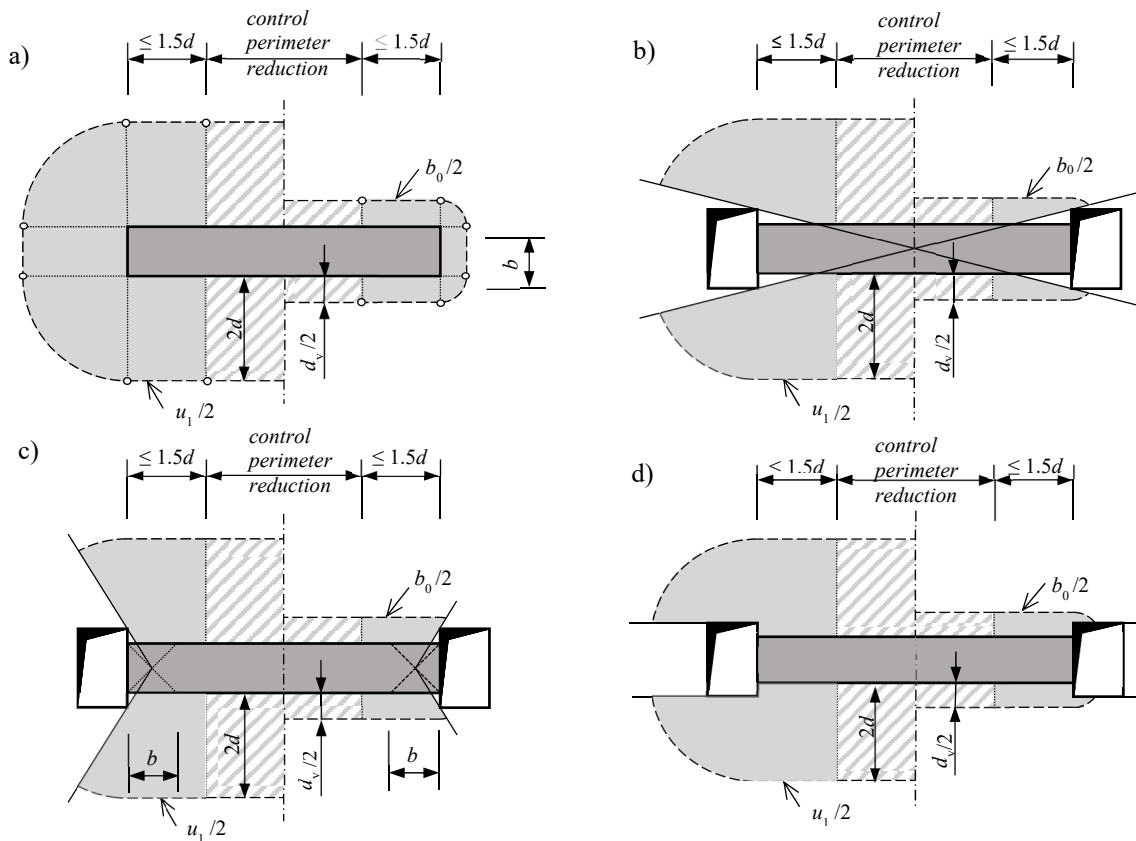 a)
≤ 1.5d
control
perimeter
reduction
≤ 1.5d
b₀/2
b
2d
dᵥ/2
u₁/2
b)
≤ 1.5d
control
perimeter
reduction
≤ 1.5d
b₀/2
2d
dᵥ/2
u₁/2
c)
≤ 1.5d
control
perimeter
reduction
≤ 1.5d
b₀/2
b
2d
dᵥ/2
b
u₁/2
d)
≤ 1.5d
control
perimeter
reduction
≤ 1.5d
b₀/2
2d
dᵥ/2
u₁/2